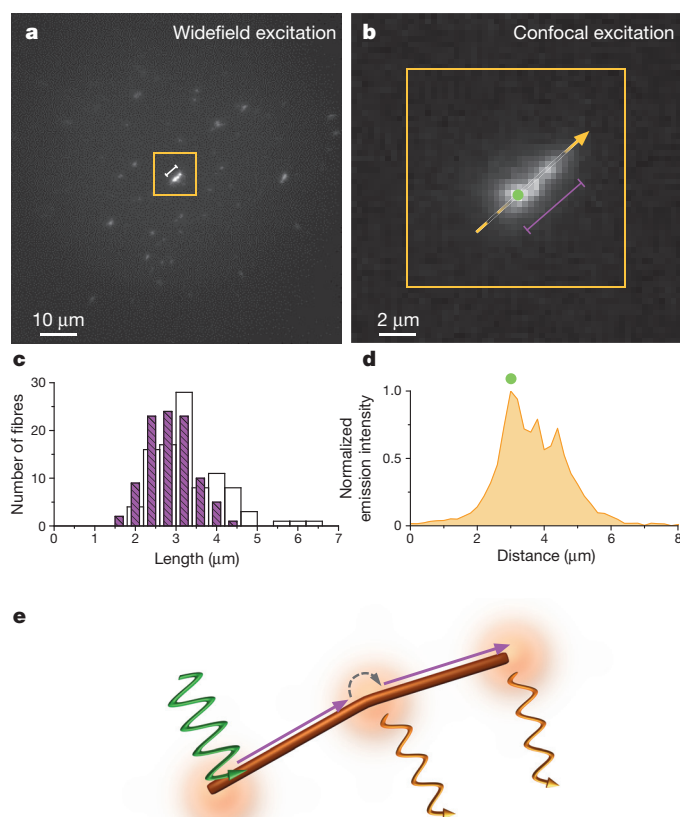 a Widefield excitation
b Confocal excitation
10 μm
2 μm
c
d
30
20
10
0
Number of fibres
0 1 2 3 4 5 6 7
Length (μm)
1.0
0.5
0
Normalized
emission intensity
0 2 4 6 8
Distance (μm)
e